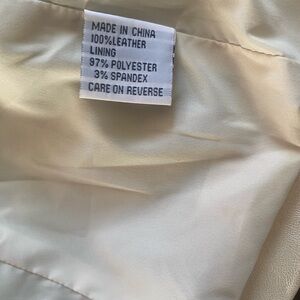 MADE IN CHINA
100%LEATHER
LINING
97% POLYESTER
3% SPANDEX
CARE ON REVERSE